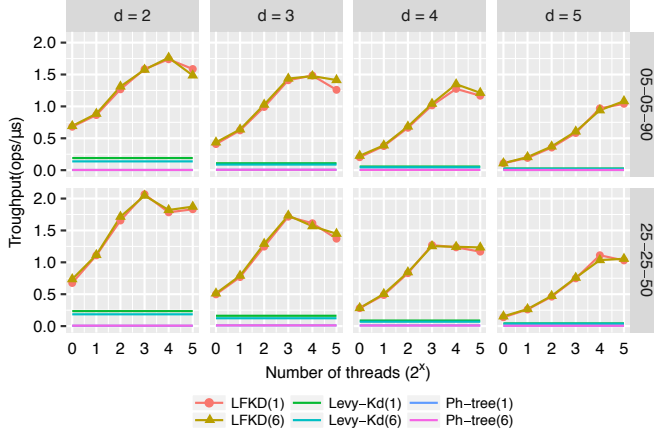 d = 2 d = 3 d = 4 d = 5
2.0
1.5
1.0
0.5
0.0
05−05−90
2.0
1.5
1.0
0.5
0.0
25−25−50
Troughput(ops/µs)
0 1 2 3 4 5 0 1 2 3 4 5 0 1 2 3 4 5 0 1 2 3 4 5
Number of threads (2^x)
LFKD(1) Levy−Kd(1) Ph−tree(1)
LFKD(6) Levy−Kd(6) Ph−tree(6)